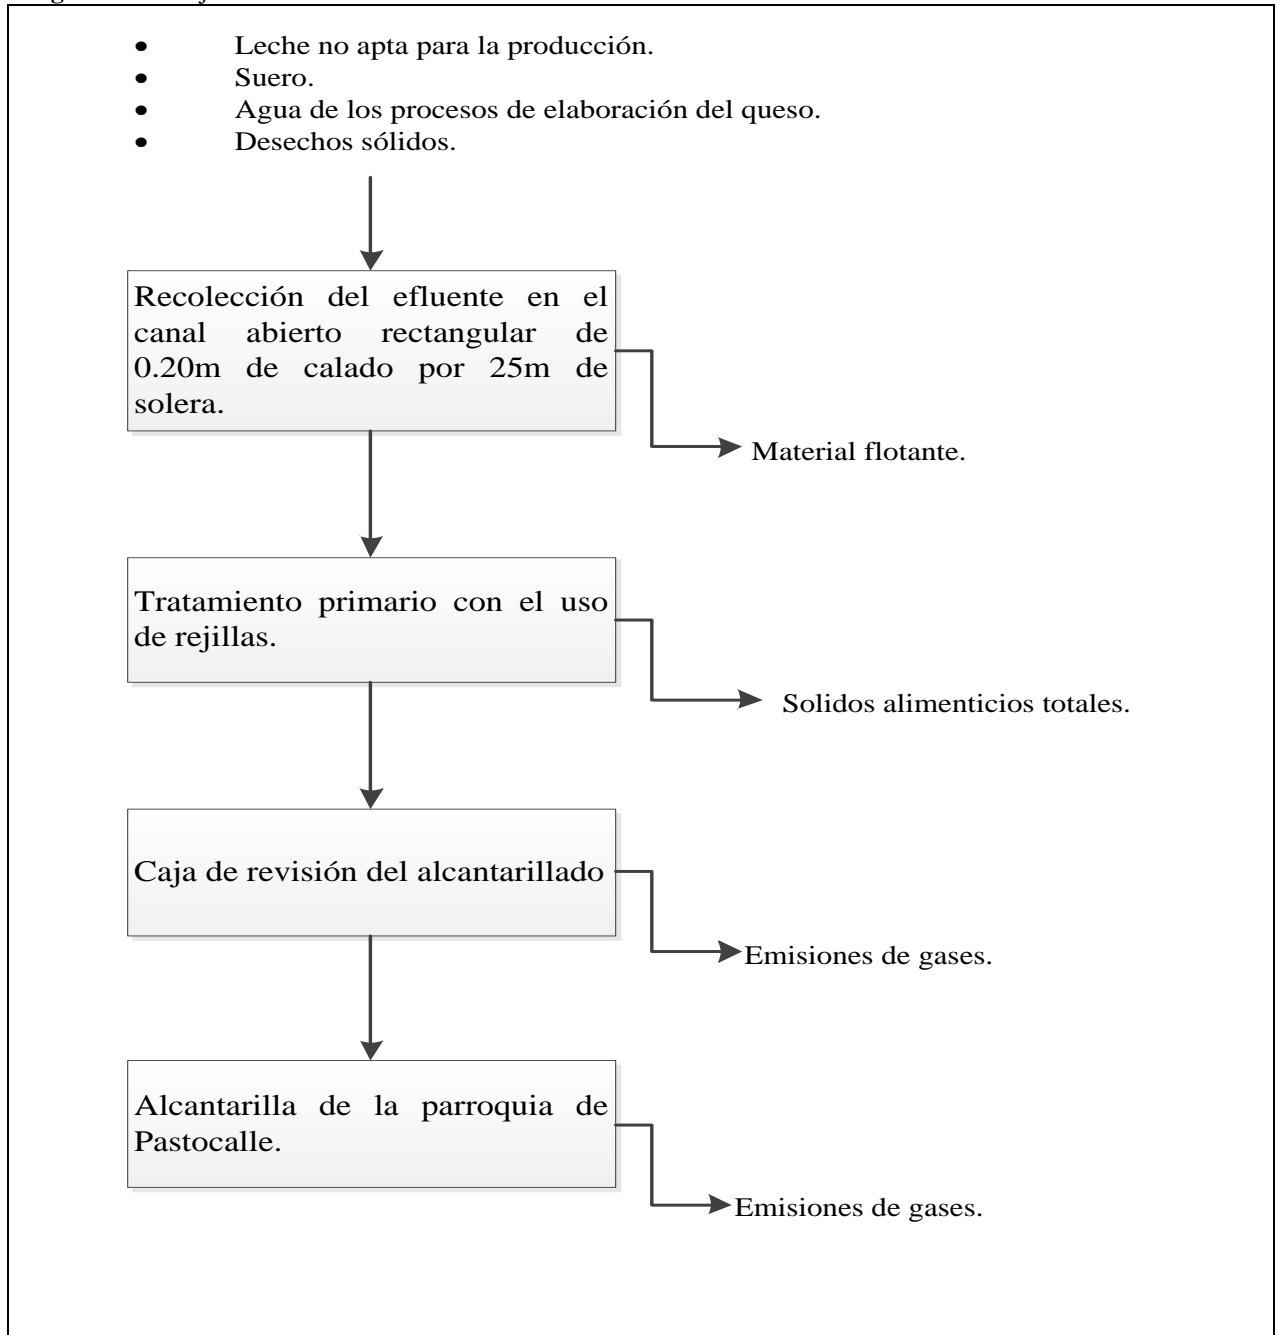 • Leche no apta para la producción.
• Suero.
• Agua de los procesos de elaboración del queso.
• Desechos sólidos.
Recolección del efluente en el
canal abierto rectangular de
0.20m de calado por 25m de
solera.
Material flotante.
Tratamiento primario con el uso
de rejillas.
Solidos alimenticios totales.
Caja de revisión del alcantarillado
Emisiones de gases.
Alcantarilla de la parroquia de
Pastocalle.
Emisiones de gases.